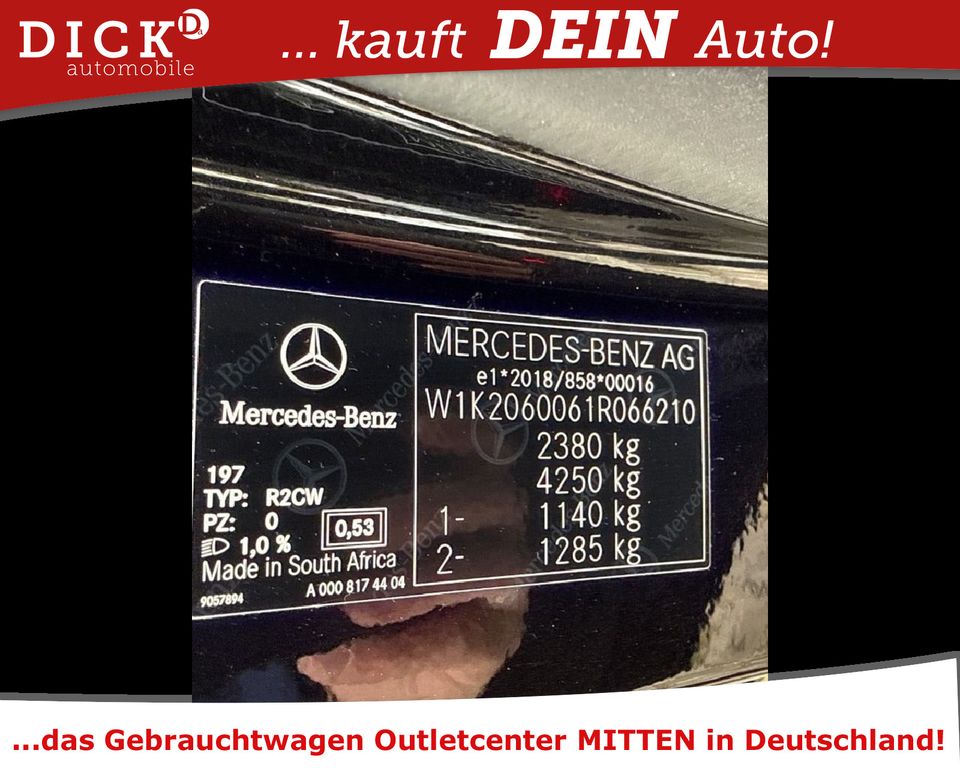 DICK Da
automobile
... kauft DEIN Auto!
Mercedes-Benz
197
TYP: R2CW
PZ: 0
1,0 %
0,53
Made in South Africa
9057894
A 000 817 44 04
MERCEDES-BENZ AG
e1*2018/858*00016
W1K2060061R066210
2380 kg
4250 kg
1- 1140 kg
2- 1285 kg
...das Gebrauchtwagen Outletcenter MITTEN in Deutschland!